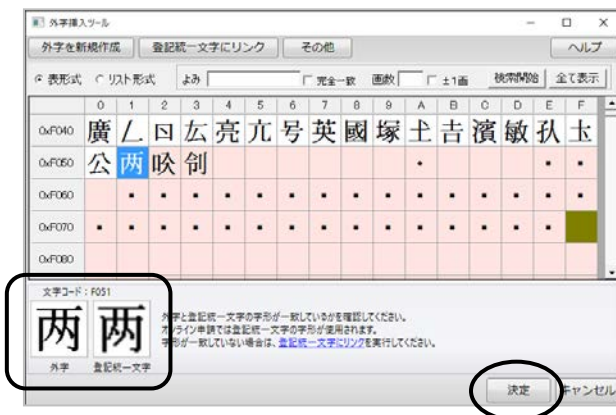 外字挿入ツール
外字を新規作成 登記統一文字にリンク その他 ヘルプ
表形式 リスト形式 よみ 完全一致 画数 ±1画 検索開始 全て表示
0 1 2 3 4 5 6 7 8 9 A B C D E F
0xF040 廣 𠆢 亮 亢 号 英 國 塚 𠮷 濱 敏
0xF050 公 两 刢
0xF060
0xF070
0xF080
文字コード：F051
两 两
外字と登記統一文字の字形が一致しているかを確認してください。
オンライン申請では登記統一文字の字形が使用されます。
字形が一致していない場合は、登記統一文字にリンクを実行してください。
外字 登記統一文字
決定 キャンセル